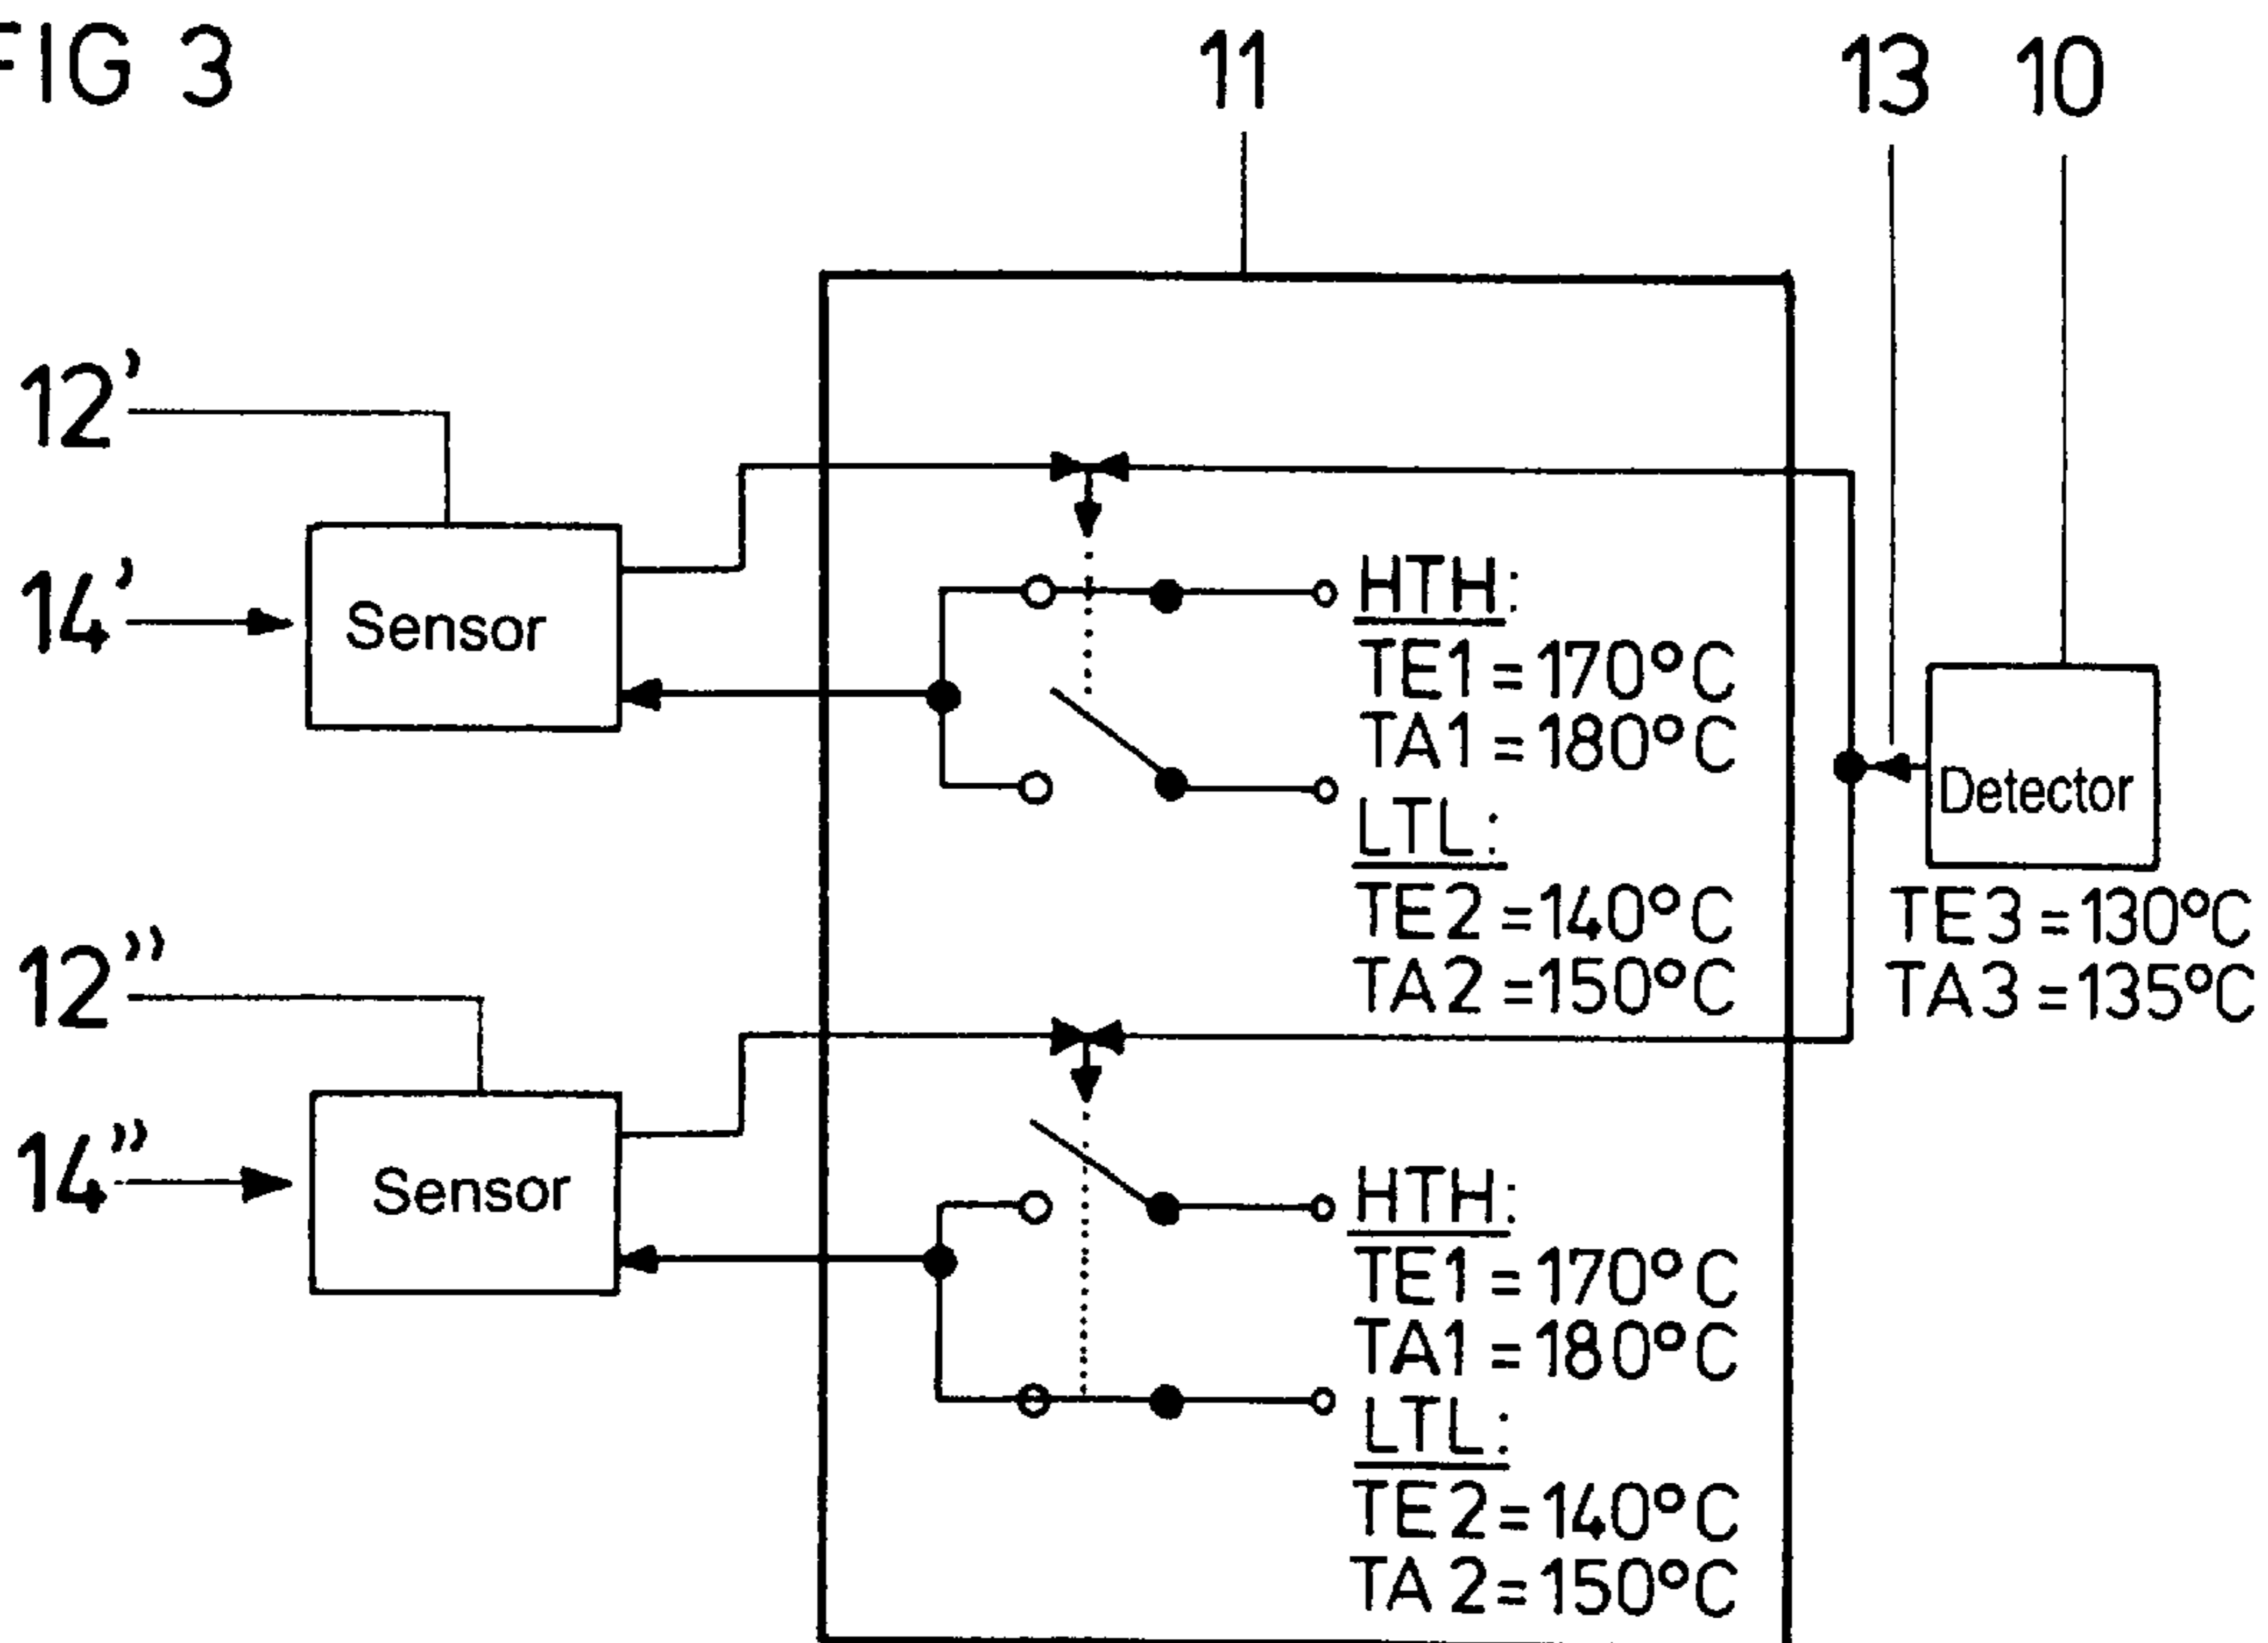 FIG 3
11
13
10
12'
14'
Sensor
HTH:
TE1=170°C
TA1=180°C
LTL:
TE2=140°C
TA2=150°C
Detector
TE3=130°C
TA3=135°C
12"
14"
Sensor
HTH:
TE1=170°C
TA1=180°C
LTL:
TE2=140°C
TA2=150°C